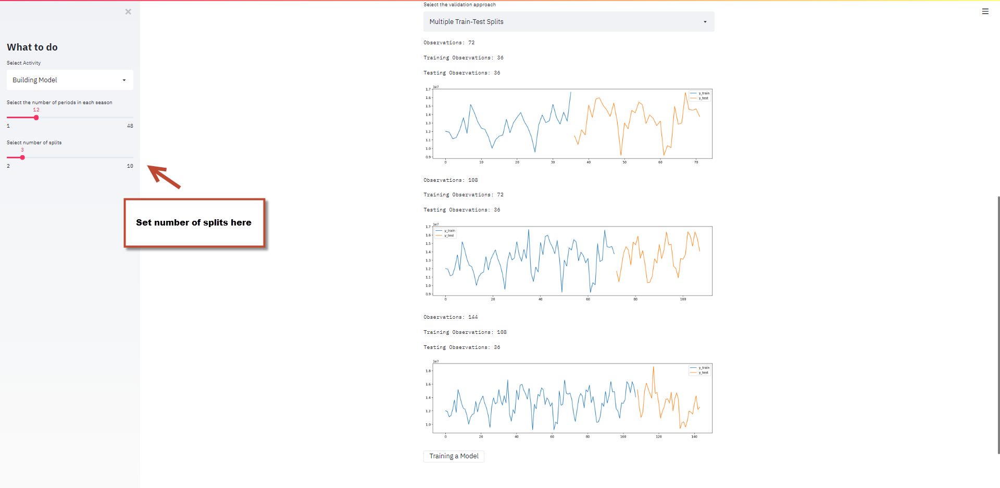 ×
What to do
Select Activity
Building Model
Select the number of periods in each season
12
1 48
Select number of splits
3
2 10
Set number of splits here
Select the validation approach
Multiple Train-Test Splits
Observations: 72
Training Observations: 36
Testing Observations: 36
1e7
y_train
y_test
1.7
1.6
1.5
1.4
1.3
1.2
1.1
1.0
0.9
0 10 20 30 40 50 60 70
Observations: 108
Training Observations: 72
Testing Observations: 36
1e7
y_train
y_test
1.7
1.6
1.5
1.4
1.3
1.2
1.1
1.0
0.9
0 20 40 60 80 100
Observations: 144
Training Observations: 108
Testing Observations: 36
1e7
y_train
y_test
1.8
1.6
1.4
1.2
1.0
0 20 40 60 80 100 120 140
Training a Model